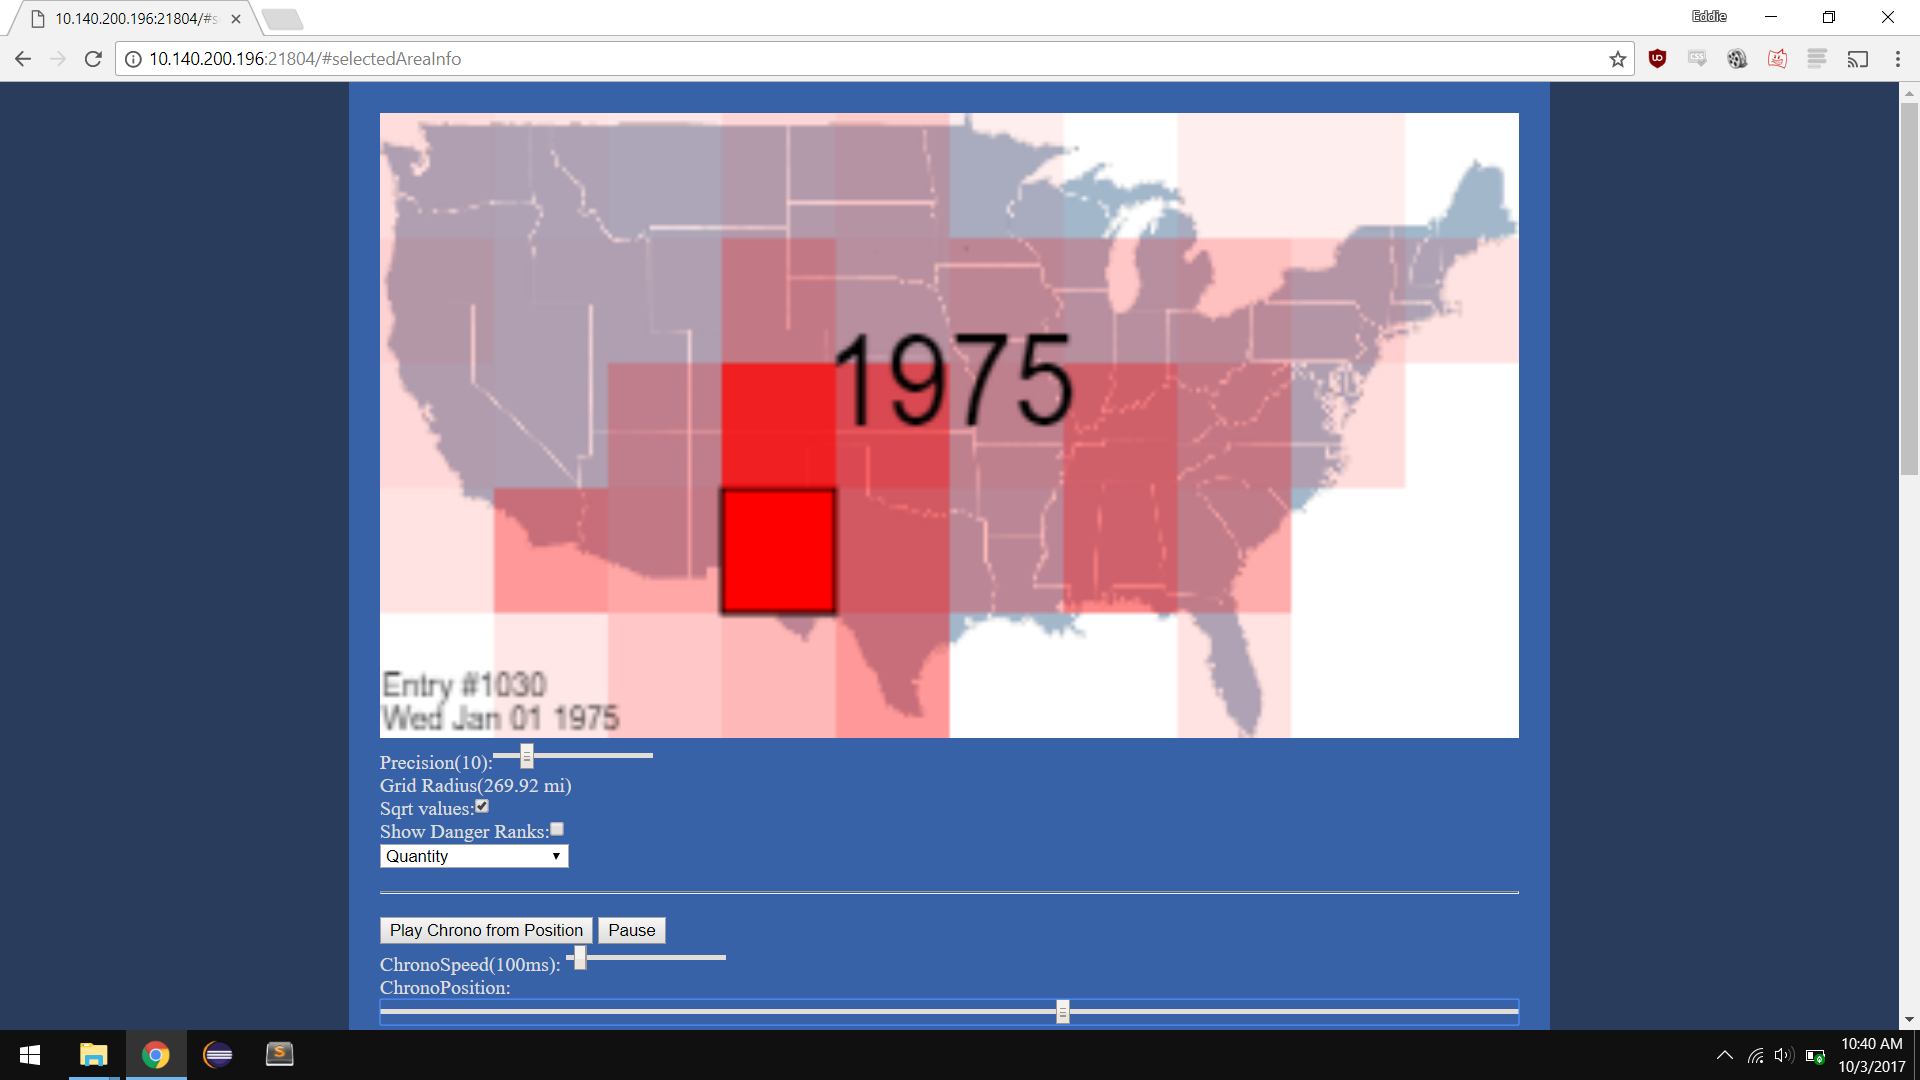 10.140.200.196:21804/#s
Eddie
10.140.200.196:21804/#selectedAreaInfo
1975
Entry #1030
Wed Jan 01 1975
Precision(10):
Grid Radius(269.92 mi)
Sqrt values:
Show Danger Ranks:
Quantity
Play Chrono from Position Pause
ChronoSpeed(100ms):
ChronoPosition:
10:40 AM
10/3/2017